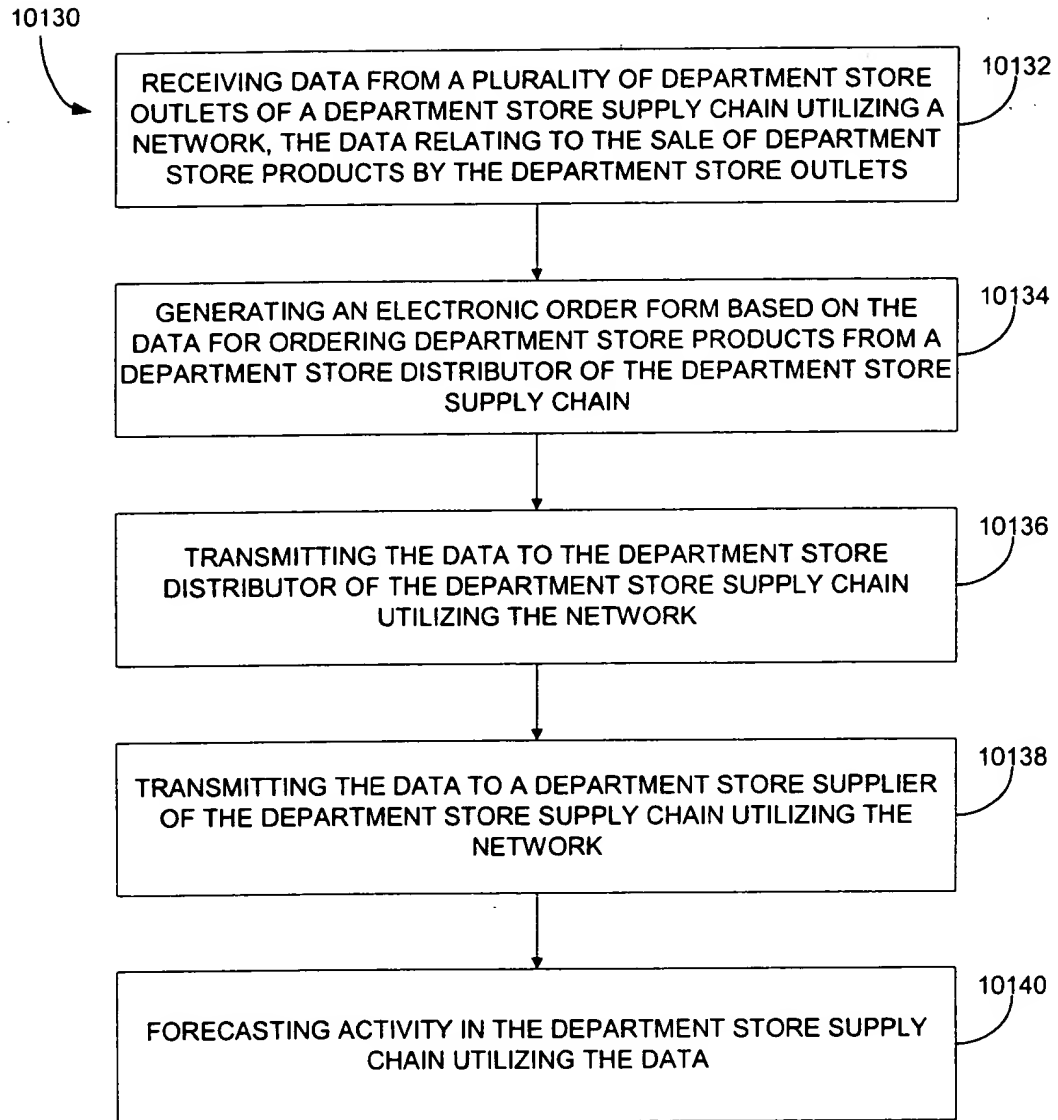 10130
RECEIVING DATA FROM A PLURALITY OF DEPARTMENT STORE
OUTLETS OF A DEPARTMENT STORE SUPPLY CHAIN UTILIZING A
NETWORK, THE DATA RELATING TO THE SALE OF DEPARTMENT
STORE PRODUCTS BY THE DEPARTMENT STORE OUTLETS
10132
GENERATING AN ELECTRONIC ORDER FORM BASED ON THE
DATA FOR ORDERING DEPARTMENT STORE PRODUCTS FROM A
DEPARTMENT STORE DISTRIBUTOR OF THE DEPARTMENT STORE
SUPPLY CHAIN
10134
TRANSMITTING THE DATA TO THE DEPARTMENT STORE
DISTRIBUTOR OF THE DEPARTMENT STORE SUPPLY CHAIN
UTILIZING THE NETWORK
10136
TRANSMITTING THE DATA TO A DEPARTMENT STORE SUPPLIER
OF THE DEPARTMENT STORE SUPPLY CHAIN UTILIZING THE
NETWORK
10138
FORECASTING ACTIVITY IN THE DEPARTMENT STORE SUPPLY
CHAIN UTILIZING THE DATA
10140